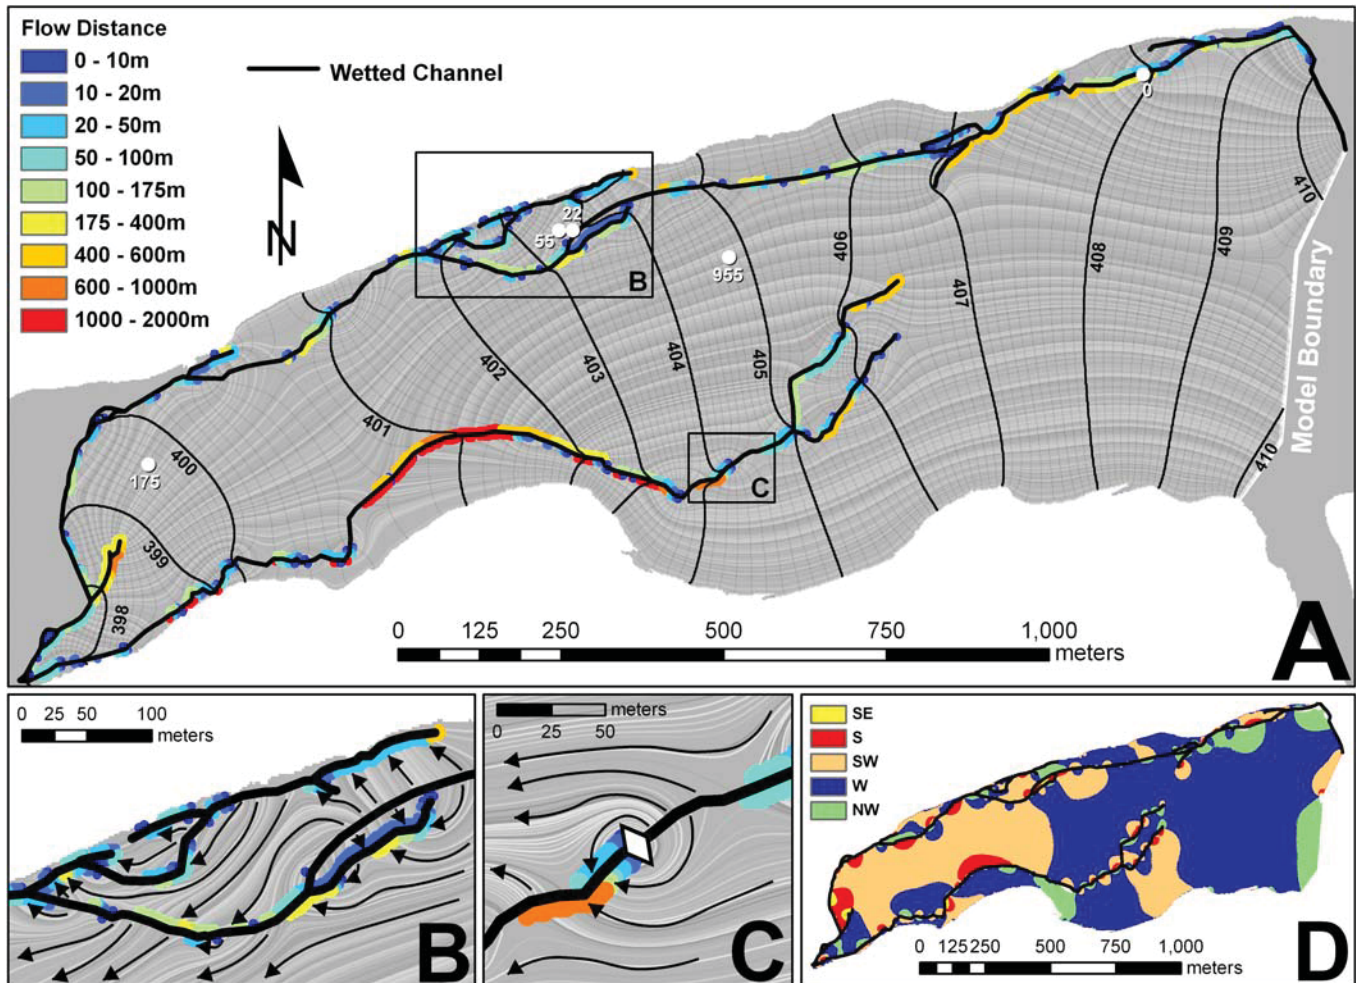 Flow Distance
0 - 10m
10 - 20m
20 - 50m
50 - 100m
100 - 175m
175 - 400m
400 - 600m
600 - 1000m
1000 - 2000m
Wetted Channel
N
0
410
409
408
407
406
405
404
403
402
401
400
399
398
410
22
55
955
175
B
C
Model Boundary
0 125 250 500 750 1,000
meters
A
0 25 50 100
meters
B
meters
0 25 50
C
SE
S
SW
W
NW
0 125 250 500 750 1,000
meters
D